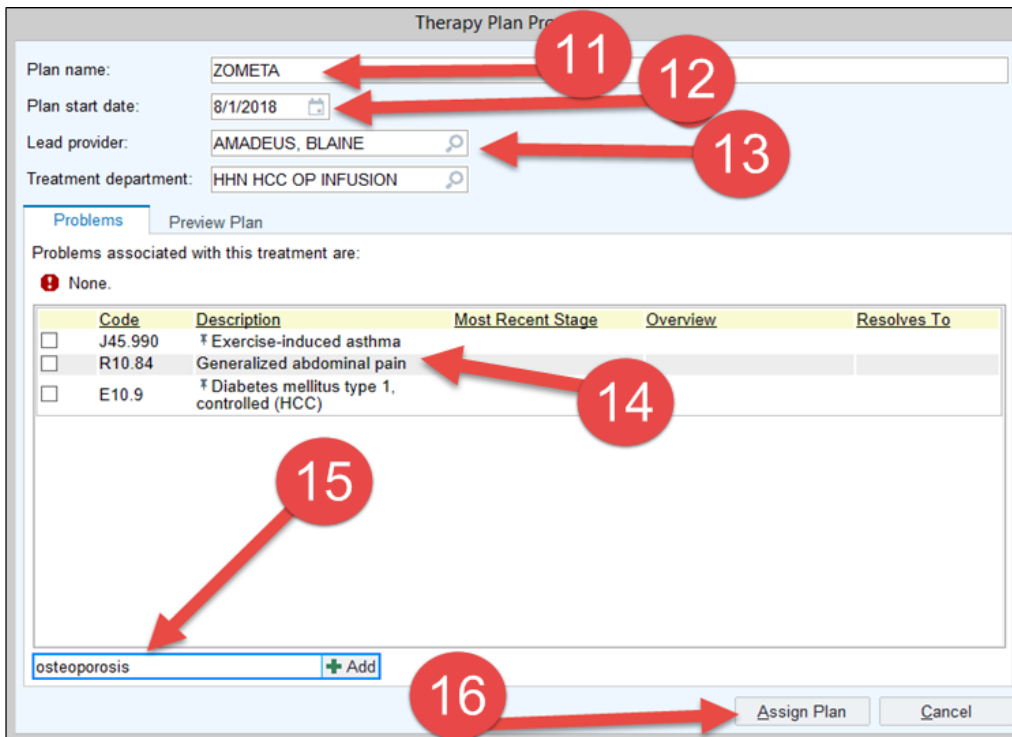 Therapy Plan Pro
11
Plan name: ZOMETA
12
Plan start date: 8/1/2018
13
Lead provider: AMADEUS, BLAINE
Treatment department: HHN HCC OP INFUSION
Problems Preview Plan
Problems associated with this treatment are:
None.
Code Description Most Recent Stage Overview Resolves To
J45.990 Exercise-induced asthma
R10.84 Generalized abdominal pain
E10.9 Diabetes mellitus type 1,
controlled (HCC)
14
15
osteoporosis Add
16
Assign Plan Cancel